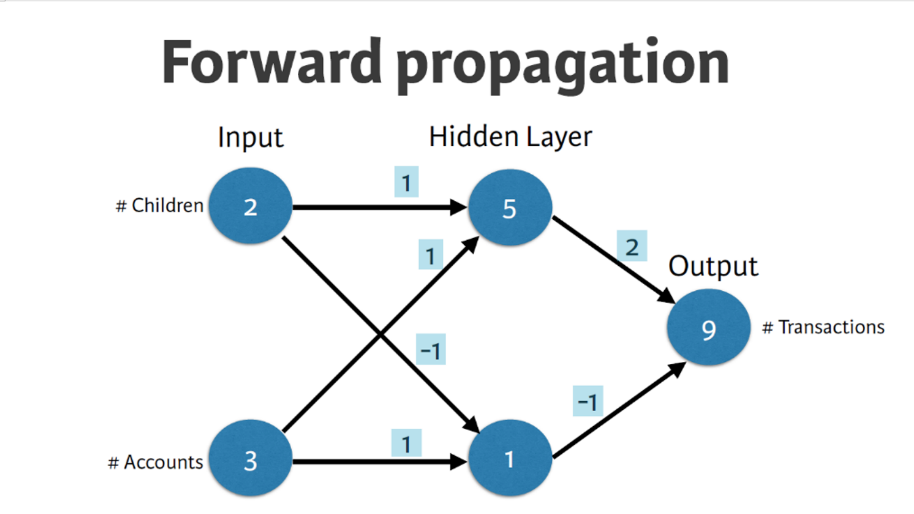 Forward propagation
Input
Hidden Layer
1
# Children
2
5
1
2
Output
9
# Transactions
-1
-1
1
# Accounts
3
1